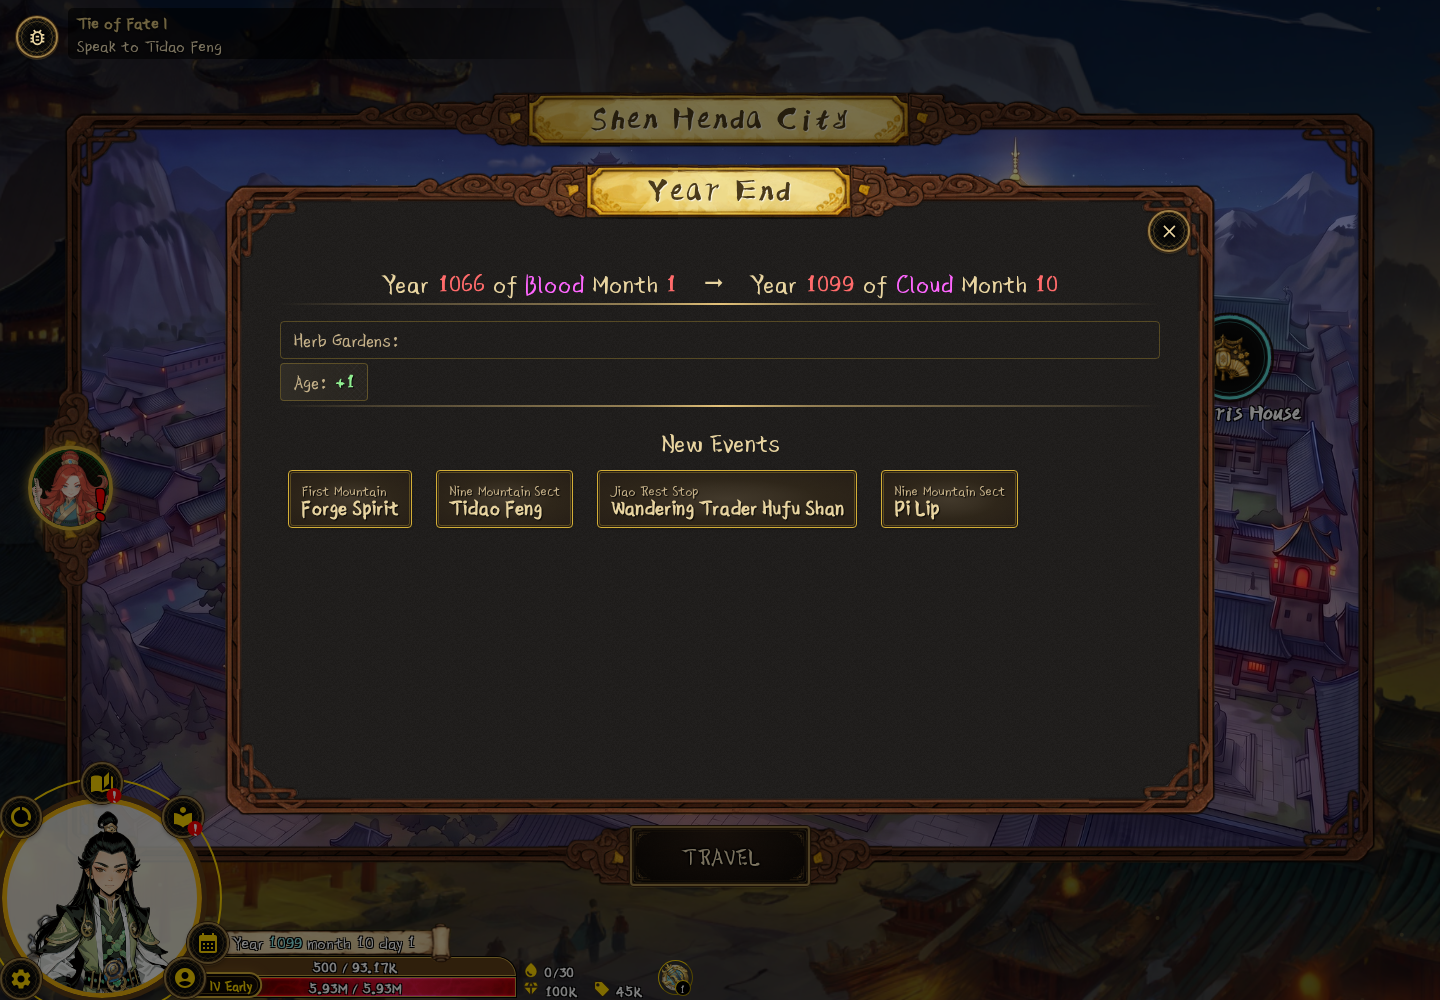 Tie of Fate I
Speak to Tidao Feng
Shen Henda City
Year End
Year 1066 of Blood Month 1 → Year 1099 of Cloud Month 10
Herb Gardens:
Age: +1
New Events
First Mountain
Forge Spirit
Nine Mountain Sect
Tidao Feng
Jiao Rest Stop
Wandering Trader Hufu Shan
Nine Mountain Sect
Pi Lip
ris House
TRAVEL
Year 1099 month 10 day 1
500 / 93.17K
IV Early
5.93M / 5.93M
0/30
100K
45K
f